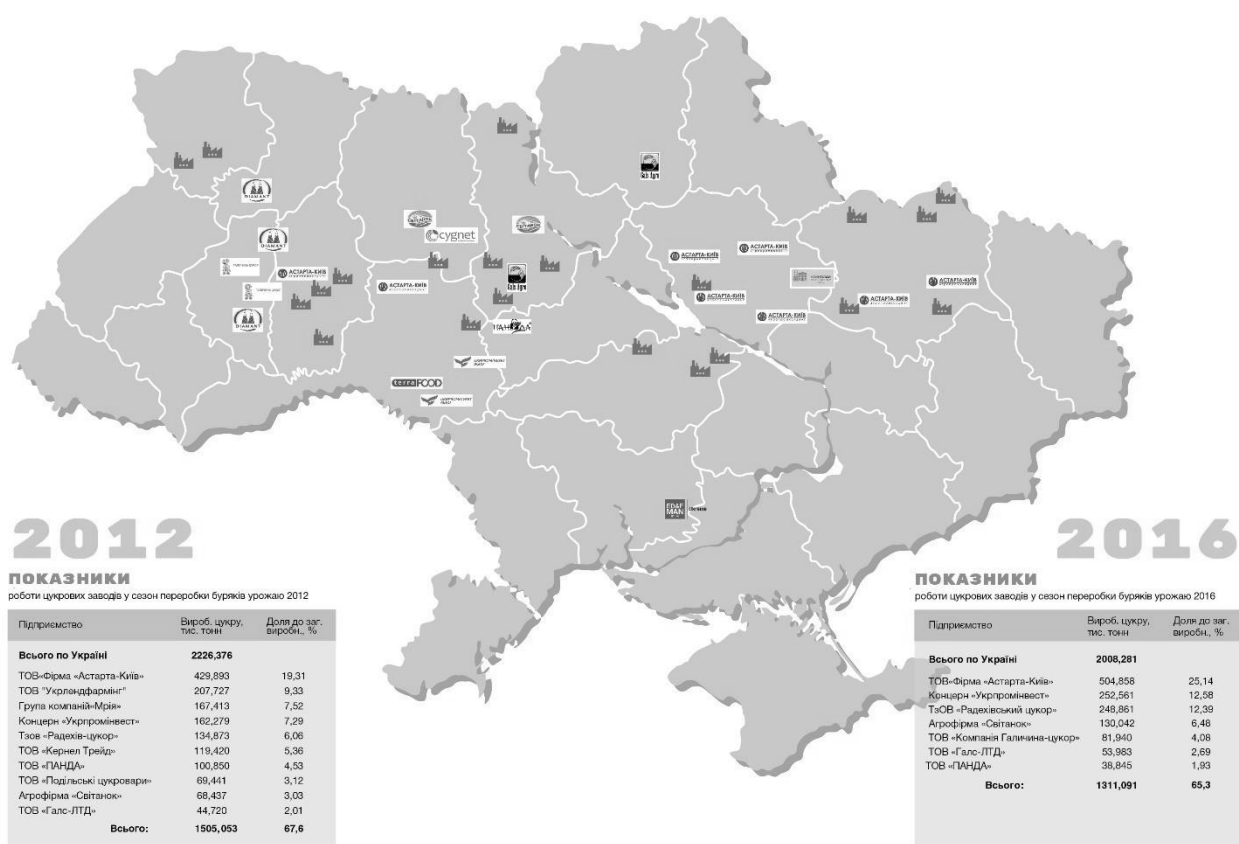 Gals Agro
DIAMANT
cygnet
DIAMANT
АСТАРТА-КИЇВ
АСТАРТА-КИЇВ
АСТАРТА-КИЇВ
АСТАРТА-КИЇВ
Gals Agro
АСТАРТА-КИЇВ
АСТАРТА-КИЇВ
АСТАРТА-КИЇВ
АСТАРТА-КИЇВ
DIAMANT
ПАНДА
terra FOOD
ED&F
MAN
2012
ПОКАЗНИКИ
роботи цукрових заводів у сезон переробки буряків урожаю 2012
Підприємство Вироб. цукру, тис. тонн Доля до заг. виробн., %
Всього по Україні 2226,376
ТОВ«Фірма «Астарта-Київ» 429,893 19,31
ТОВ "Укрлендфармінг" 207,727 9,33
Група компаній«Мрія» 167,413 7,52
Концерн «Укрпромінвест» 162,279 7,29
Тзов «Радехів-цукор» 134,873 6,06
ТОВ «Кернел Трейд» 119,420 5,36
ТОВ «ПАНДА» 100,850 4,53
ТОВ «Подільські цукровари» 69,441 3,12
Агрофірма «Світанок» 68,437 3,03
ТОВ «Галс-ЛТД» 44,720 2,01
Всього: 1505,053 67,6
2016
ПОКАЗНИКИ
роботи цукрових заводів у сезон переробки буряків урожаю 2016
Підприємство Вироб. цукру, тис. тонн Доля до заг. виробн., %
Всього по Україні 2008,281
ТОВ«Фірма «Астарта-Київ» 504,858 25,14
Концерн «Укрпромінвест» 252,561 12,58
ТзОВ «Радехівський цукор» 248,861 12,39
Агрофірма «Світанок» 130,042 6,48
ТОВ «Компанія Галичина-цукор» 81,940 4,08
ТОВ «Галс-ЛТД» 53,983 2,69
ТОВ «ПАНДА» 38,845 1,93
Всього: 1311,091 65,3